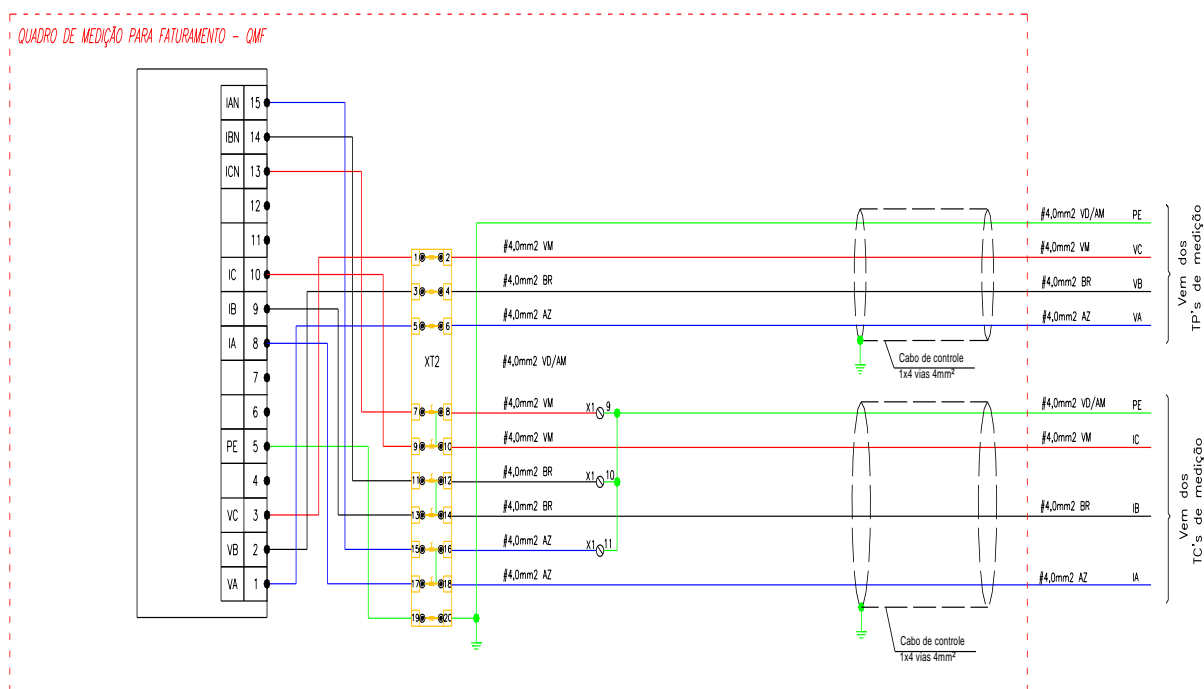 QUADRO DE MEDIÇÃO PARA FATURAMENTO - QMF
IAN 15
IBN 14
ICN 13
12
11
IC 10
IB 9
IA 8
7
6
PE 5
4
VC 3
VB 2
VA 1
1 2
3 4
5 6
XT2
7 8
9 10
11 12
13 14
15 16
17 18
19 20
#4,0mm2 VM
#4,0mm2 BR
#4,0mm2 AZ
#4,0mm2 VD/AM
#4,0mm2 VM
#4,0mm2 VM
#4,0mm2 BR
#4,0mm2 BR
#4,0mm2 AZ
#4,0mm2 AZ
X1 9
X1 10
X1 11
#4,0mm2 VD/AM PE
#4,0mm2 VM VC
#4,0mm2 BR VB
#4,0mm2 AZ VA
Cabo de controle
1x4 vias 4mm²
Vem dos
TP's de medição
#4,0mm2 VD/AM PE
#4,0mm2 VM IC
#4,0mm2 BR IB
#4,0mm2 AZ IA
Cabo de controle
1x4 vias 4mm²
Vem dos
TC's de medição